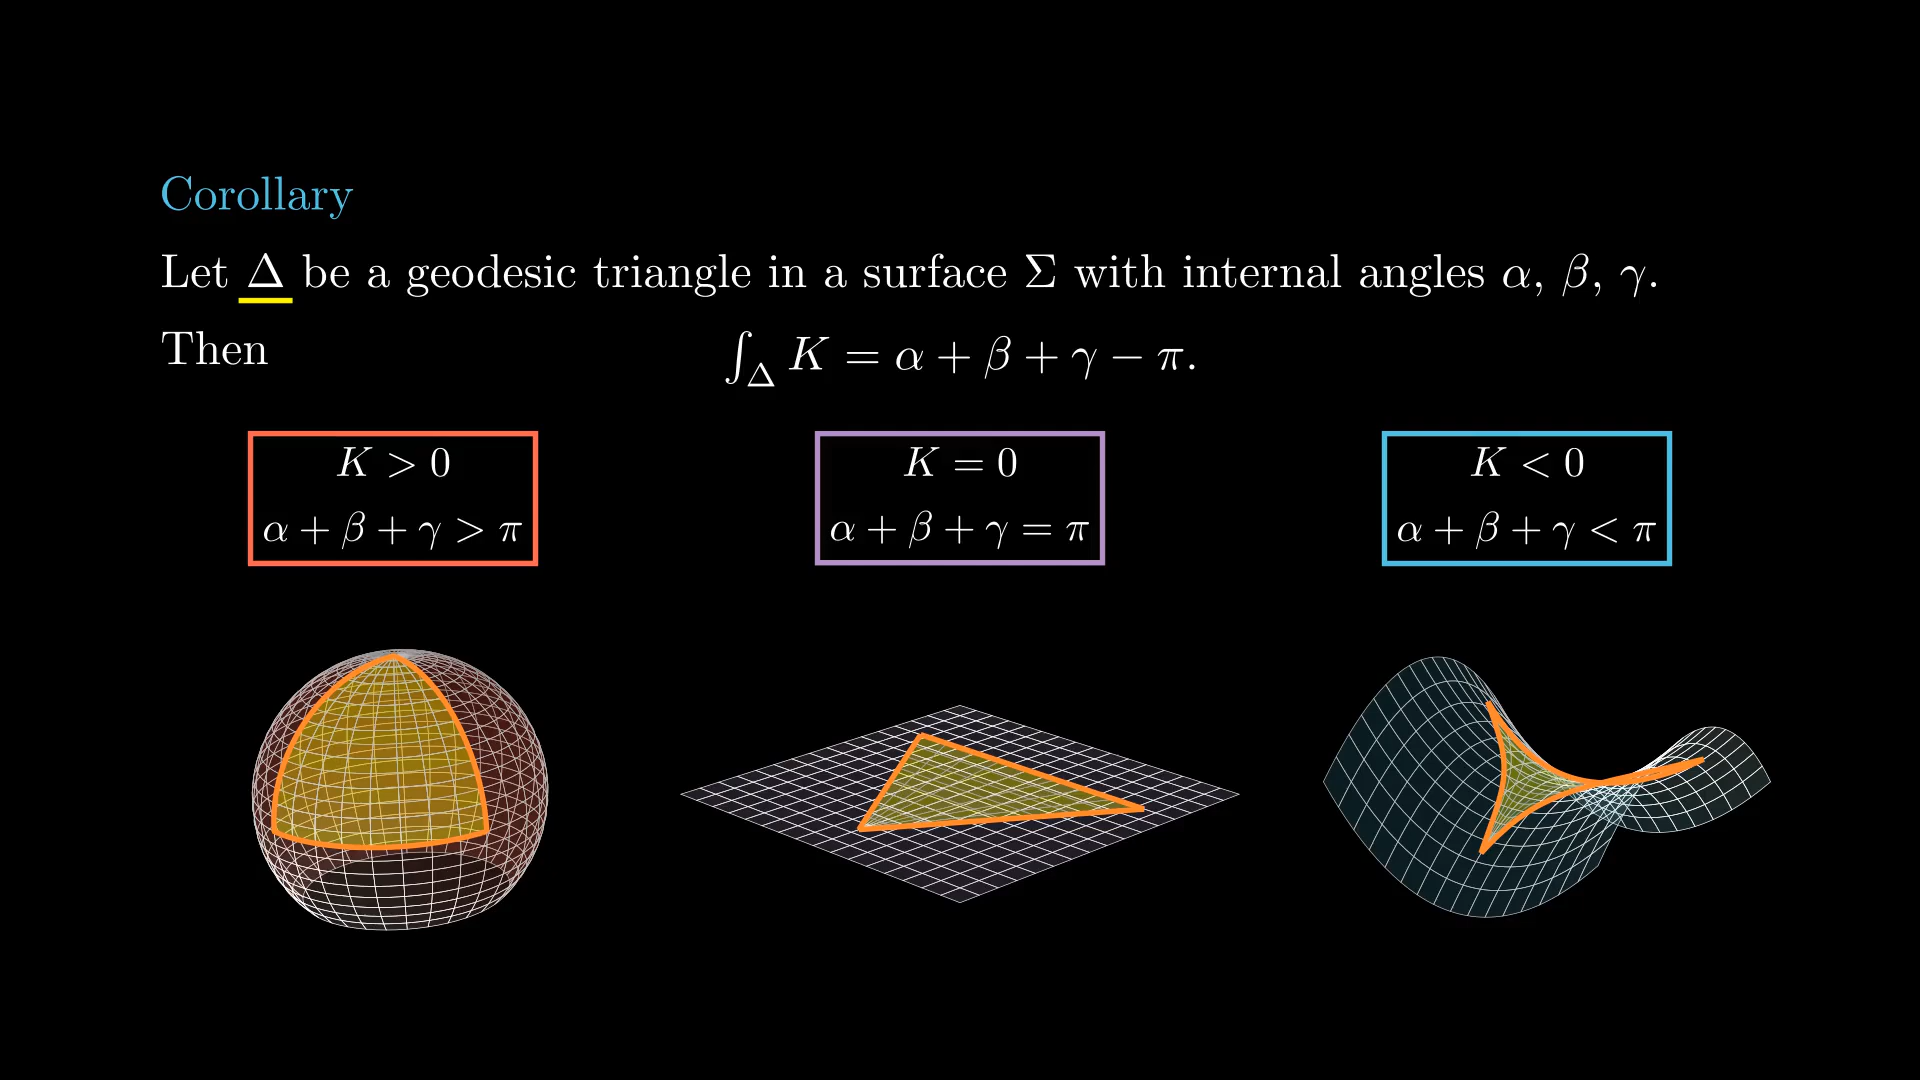 Corollary
Let Δ be a geodesic triangle in a surface Σ with internal angles α, β, γ.
Then ∫_Δ K = α + β + γ − π.
K > 0
α + β + γ > π
K = 0
α + β + γ = π
K < 0
α + β + γ < π